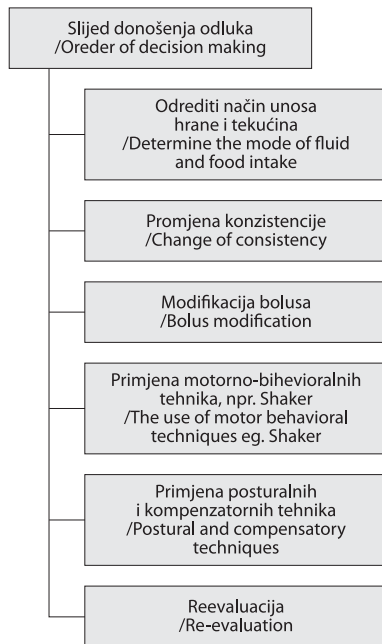 Slijed donošenja odluka
/Oreder of decision making
Odrediti način unosa
hrane i tekućina
/Determine the mode of fluid
and food intake
Promjena konzistencije
/Change of consistency
Modifikacija bolusa
/Bolus modification
Primjena motorno-bihevioralnih
tehnika, npr. Shaker
/The use of motor behavioral
techniques eg. Shaker
Primjena posturalnih
i kompenzatornih tehnika
/Postural and compensatory
techniques
Reevaluacija
/Re-evaluation